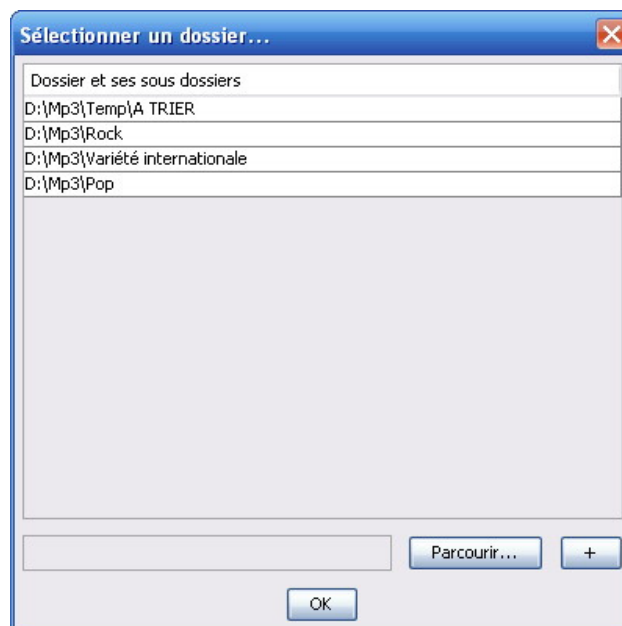 Sélectionner un dossier...
Dossier et ses sous dossiers
D:\Mp3\Temp\A TRIER
D:\Mp3\Rock
D:\Mp3\Variété internationale
D:\Mp3\Pop
Parcourir... +
OK